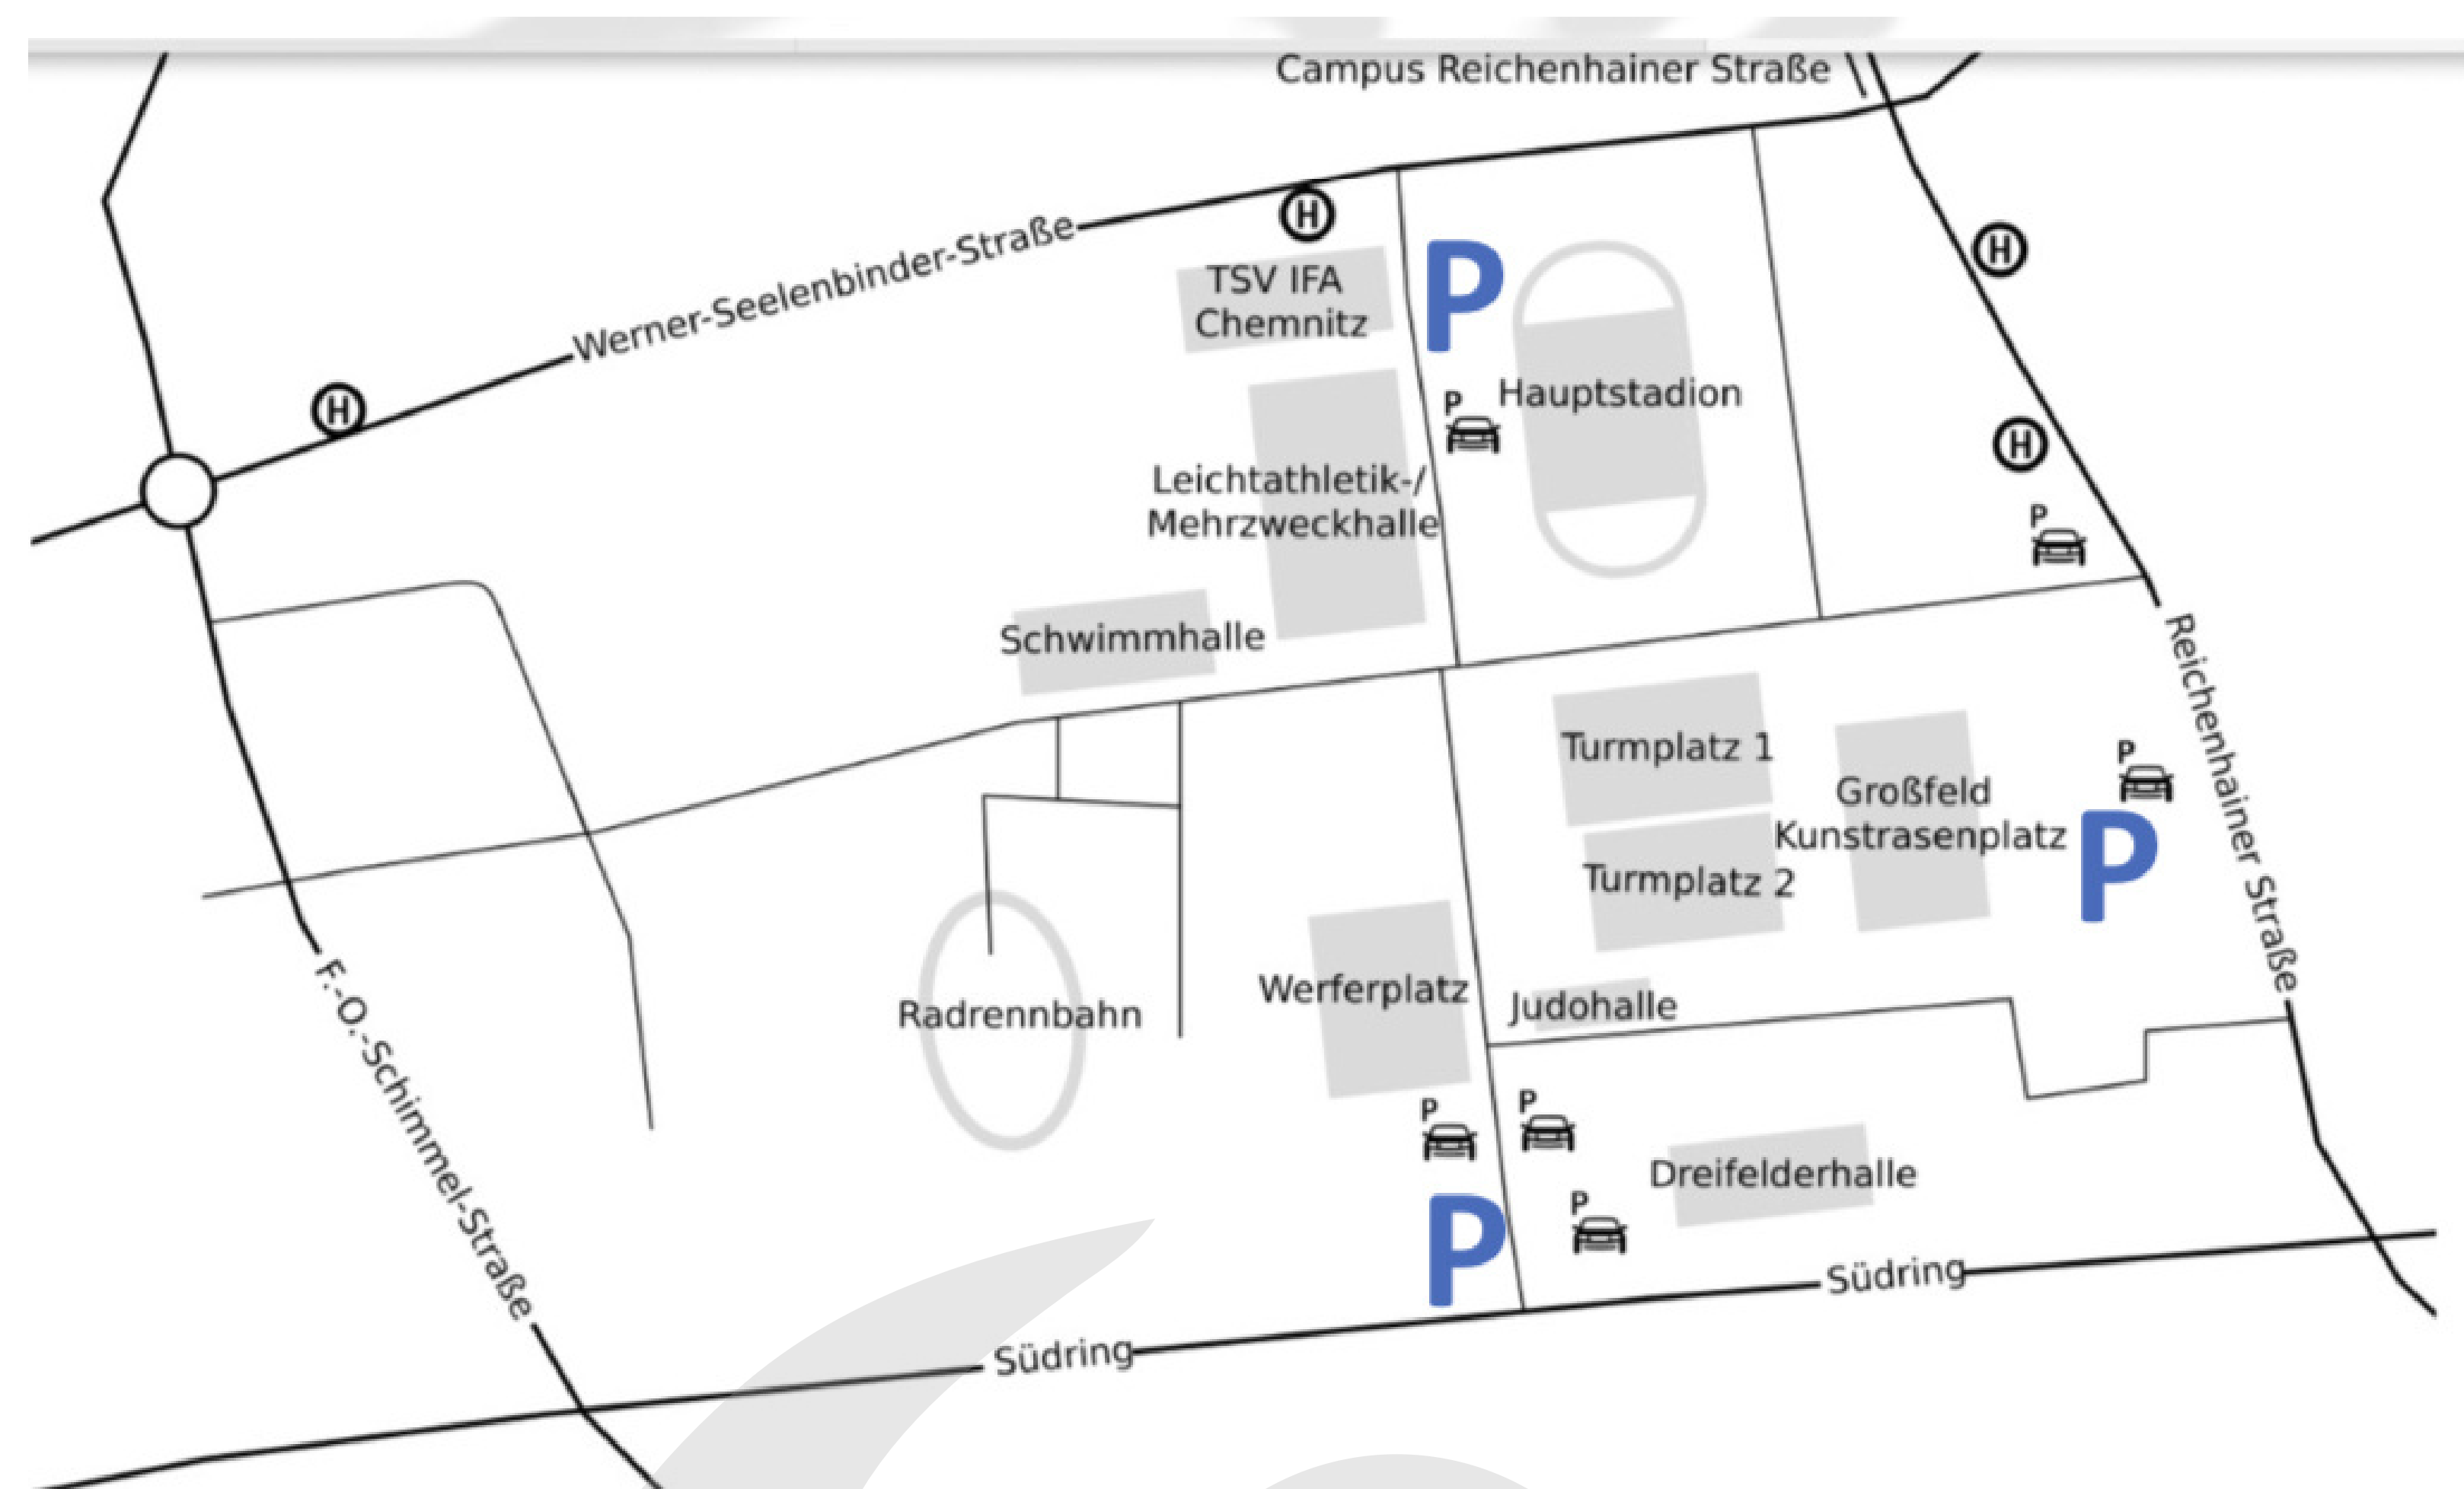 Campus Reichenhainer Straße
Werner-Seelenbinder-Straße
H
H
H
H
TSV IFA
Chemnitz
P
P
Hauptstadion
Leichtathletik-/
Mehrzweckhalle
P
Schwimmhalle
Reichenhainer Straße
Turmplatz 1
P
Großfeld
Kunstrasenplatz
P
Turmplatz 2
Werferplatz
Judohalle
Radrennbahn
F.-O.-Schimmel-Straße
P
P
Dreifelderhalle
P
P
Südring
Südring